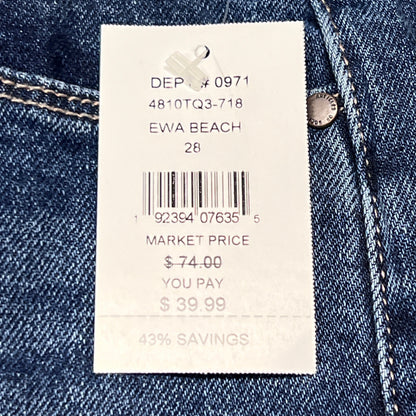 DEPT# 0971
4810TQ3-718
EWA BEACH
28
1 92394 07635 5
MARKET PRICE
$ 74.00
YOU PAY
$ 39.99
43% SAVINGS